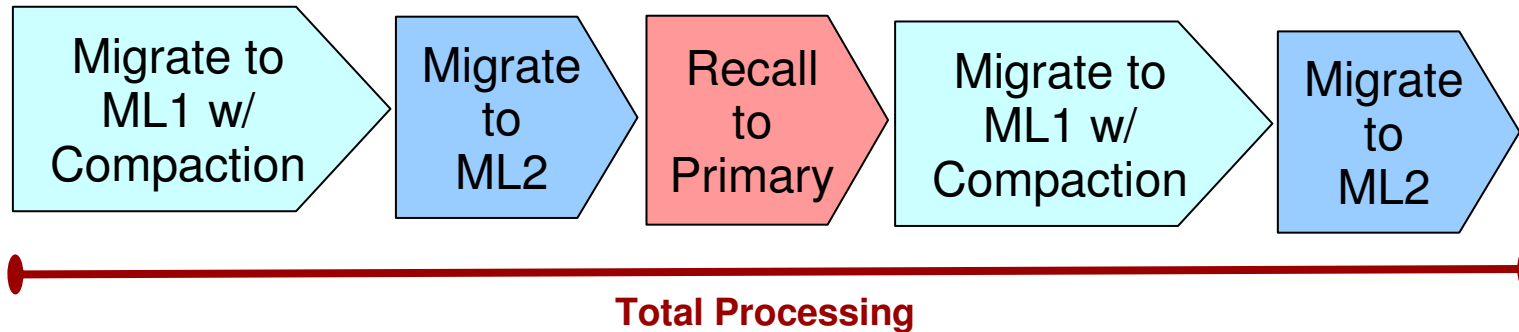 Migrate to
ML1 w/
Compaction
Migrate
to
ML2
Recall
to
Primary
Migrate to
ML1 w/
Compaction
Migrate
to
ML2
Total Processing